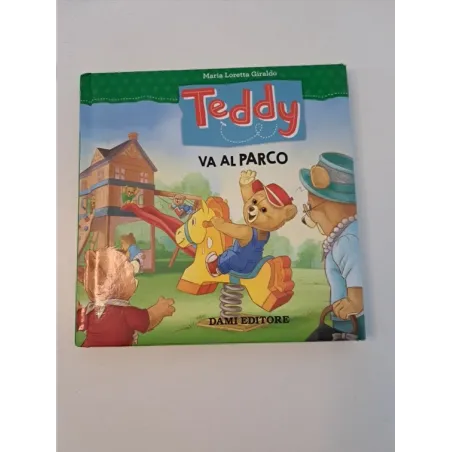 Maria Loretta Giraldo
Teddy
VA AL PARCO
DAMI EDITORE